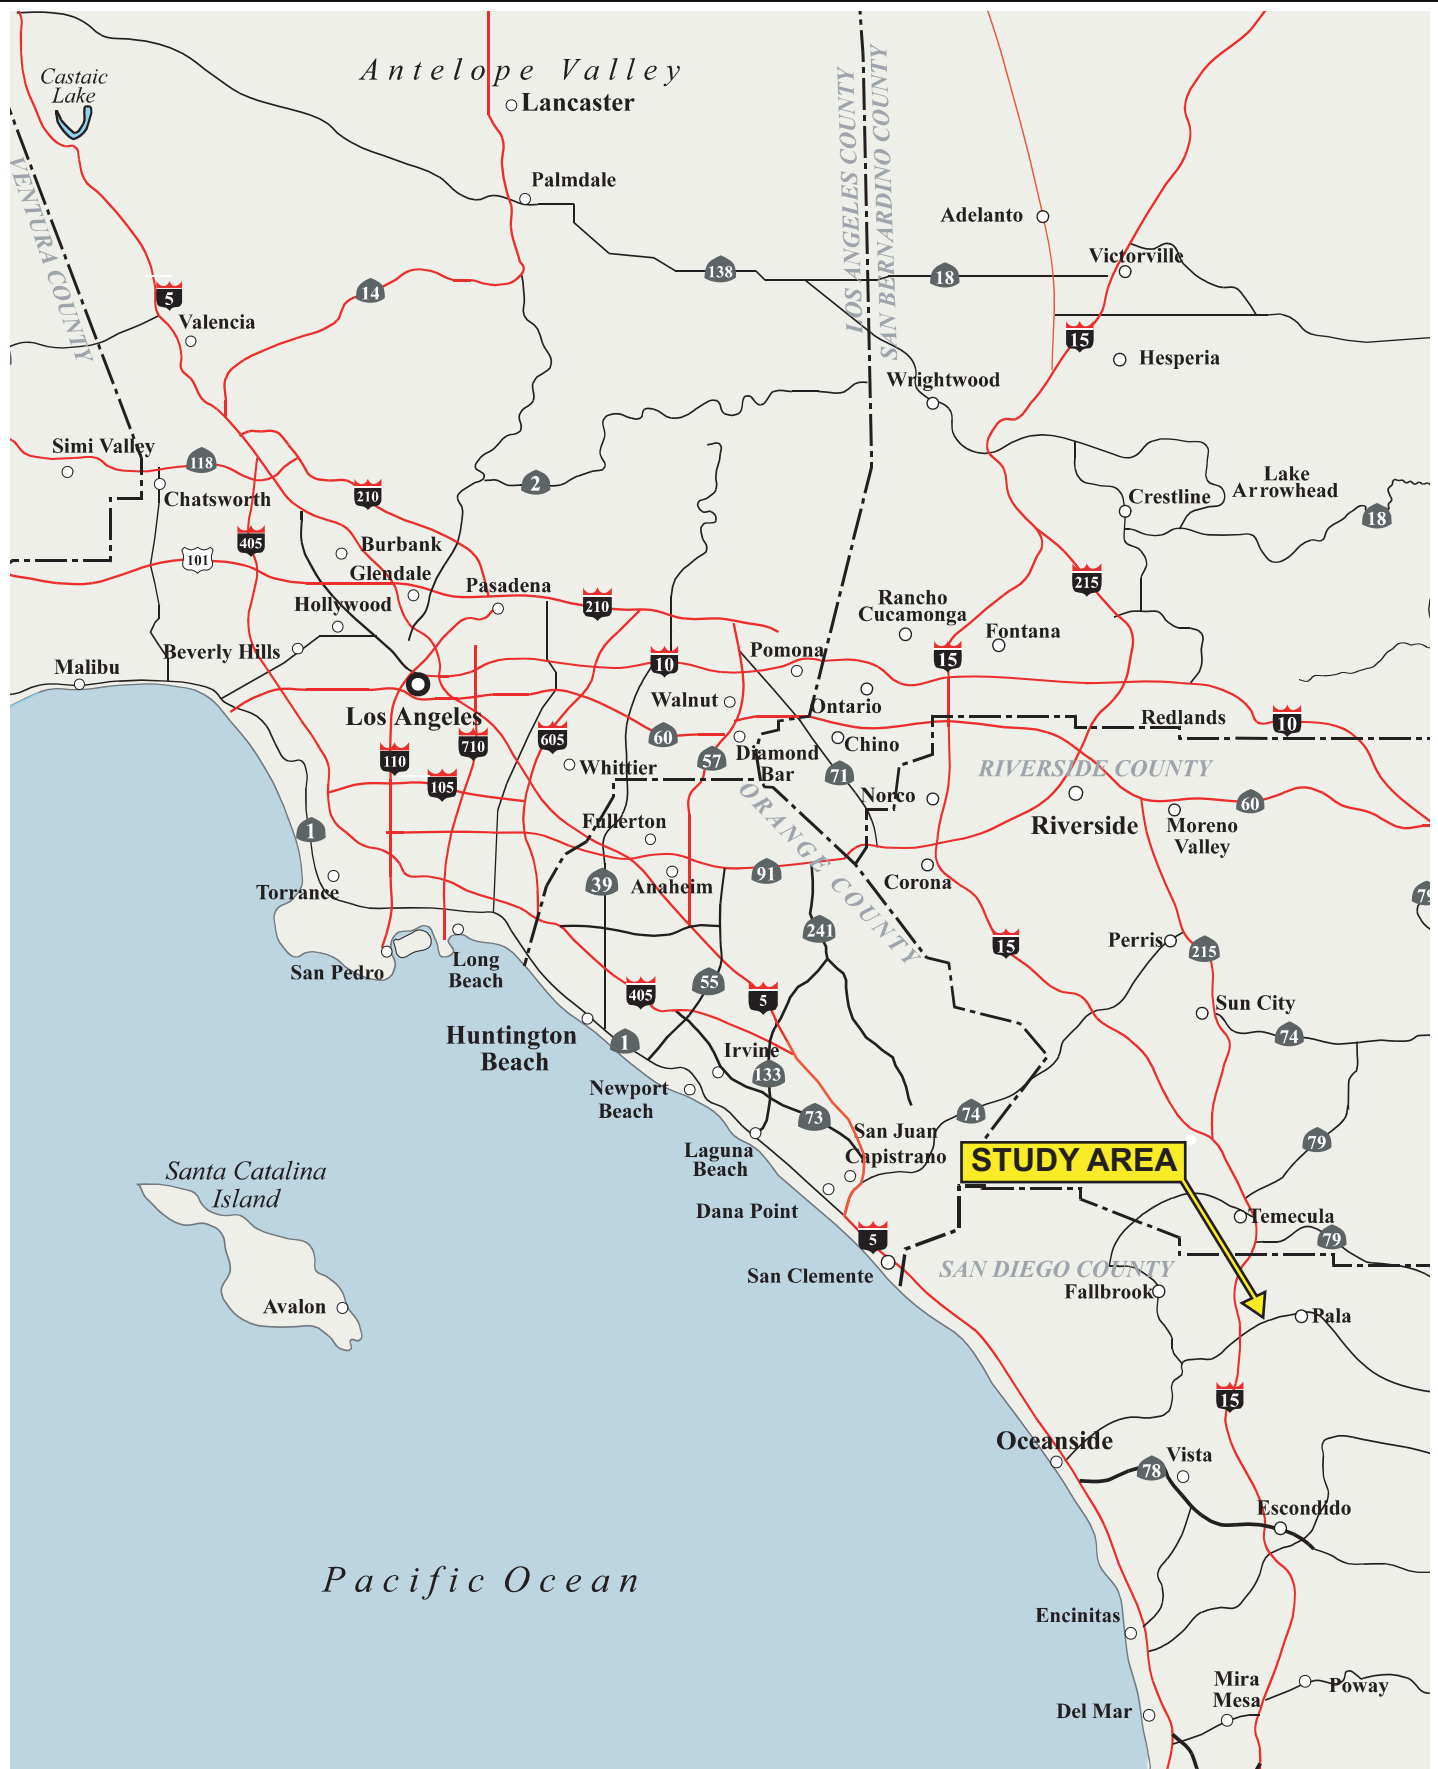 Antelope Valley
Castaic
Lake
Lancaster
LOS ANGELES COUNTY
SAN BERNARDINO COUNTY
VENTURA COUNTY
Palmdale
Adelanto
Victorville
138
18
14
5
Valencia
15
Hesperia
Wrightwood
Simi Valley
118
Chatsworth
210
2
Lake
Arrowhead
Crestline
18
405
Burbank
101
Glendale
Pasadena
215
Hollywood
210
Rancho
Cucamonga
Fontana
Beverly Hills
Malibu
10
Pomona
15
Walnut
Ontario
Los Angeles
Redlands
10
110
710
605
60
57
Diamond
Bar
Chino
71
Whittier
RIVERSIDE COUNTY
105
Norco
60
ORANGE COUNTY
1
Fullerton
Riverside
Moreno
Valley
Torrance
39
Anaheim
91
Corona
79
241
15
Perris
215
San Pedro
Long
Beach
55
405
5
Sun City
Huntington
Beach
1
Irvine
74
133
Newport
Beach
73
74
San Juan
Capistrano
79
Laguna
Beach
STUDY AREA
Santa Catalina
Island
Dana Point
Temecula
79
5
San Clemente
SAN DIEGO COUNTY
Fallbrook
Avalon
Pala
15
Oceanside
78
Vista
Escondido
Pacific Ocean
Encinitas
Mira
Mesa
Poway
Del Mar